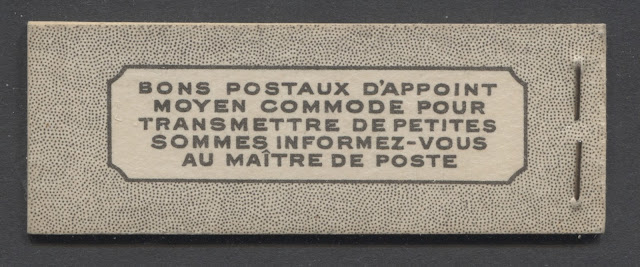 BONS POSTAUX D'APPOINT
MOYEN COMMODE POUR
TRANSMETTRE DE PETITES
SOMMES INFORMEZ-VOUS
AU MAÎTRE DE POSTE